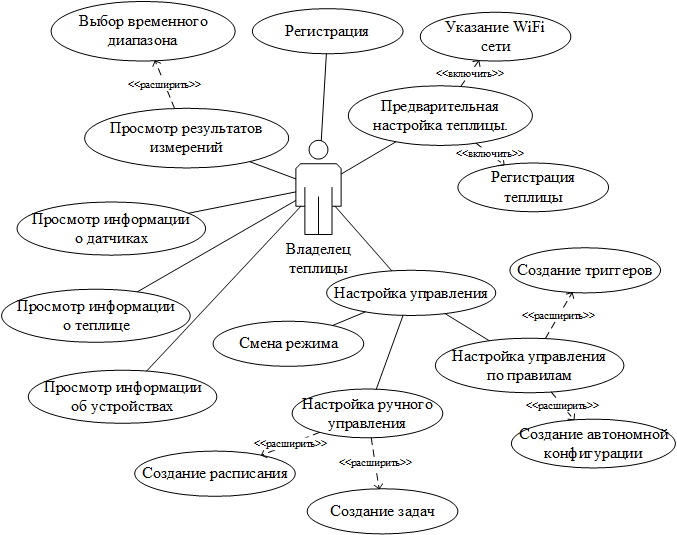 Выбор временного
диапазона
Регистрация
Указание WiFi
сети
<<расширить>>
<<включить>>
Просмотр результатов
измерений
Предварительная
настройка теплицы.
<<включить>>
Регистрация
теплицы
Просмотр информации
о датчиках
Владелец
теплицы
Создание триггеров
Настройка управления
Просмотр информации
о теплице
<<расширить>>
Смена режима
Настройка управления
по правилам
Просмотр информации
об устройствах
Настройка ручного
управления
<<расширить>>
Создание автономной
конфигурации
<<расширить>>
<<расширить>>
Создание расписания
Создание задач